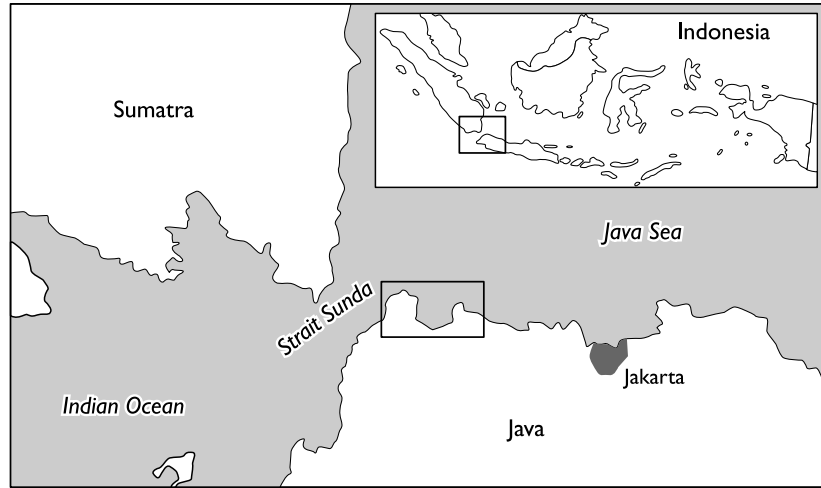 Indonesia
Sumatra
Java Sea
Strait Sunda
Jakarta
Indian Ocean
Java